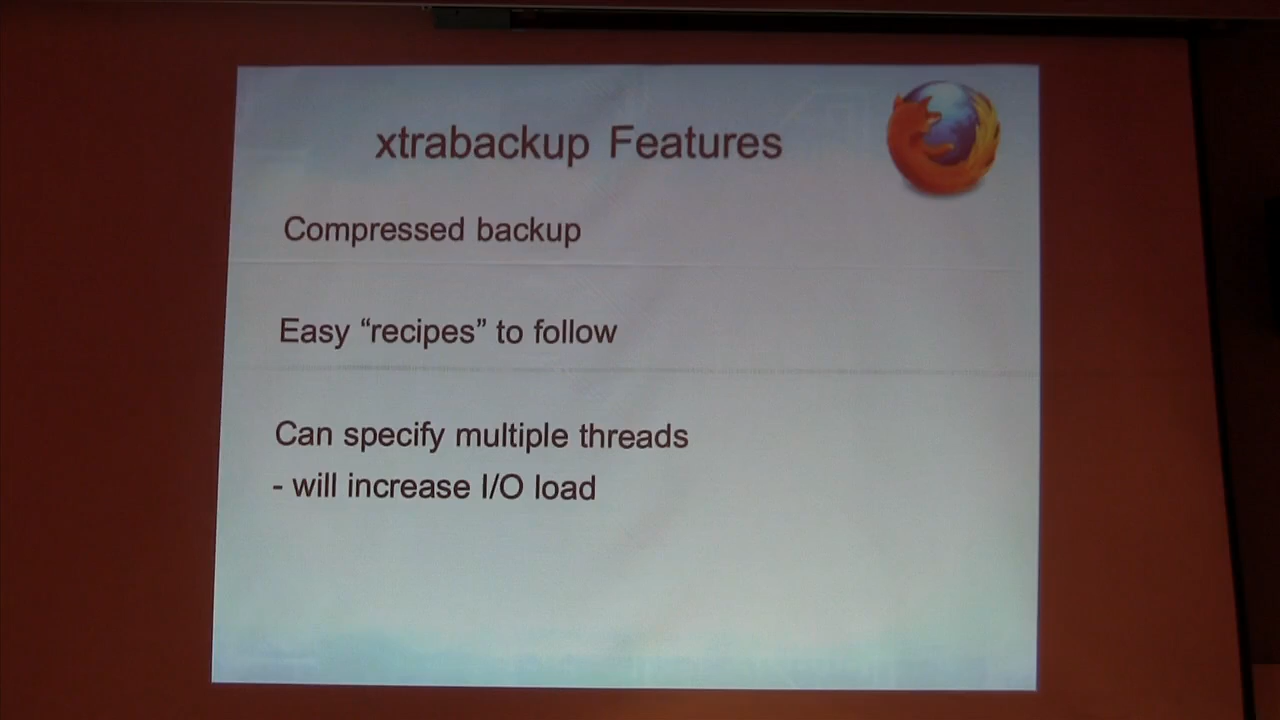 xtrabackup Features
Compressed backup
Easy “recipes” to follow
Can specify multiple threads
- will increase I/O load